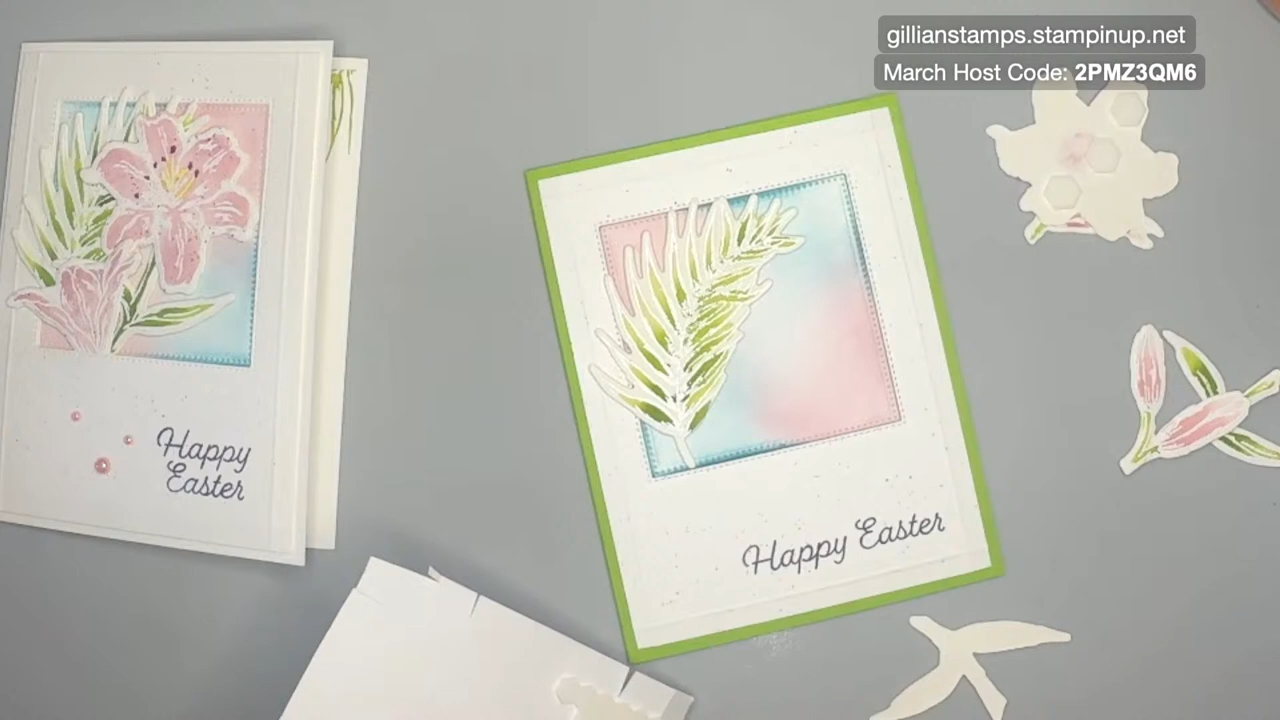 gillianstamps.stampinup.net
March Host Code: 2PMZ3QM6
Happy
Easter
Happy Easter